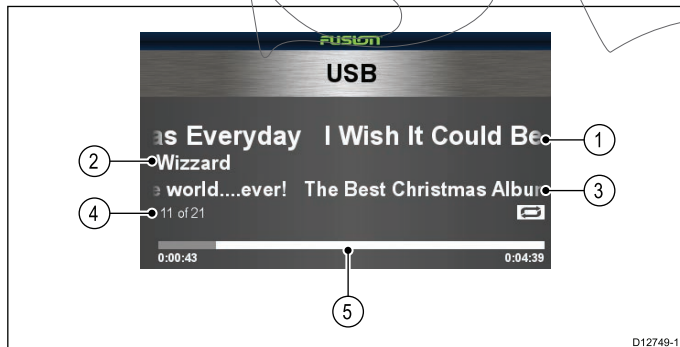 FUSION
USB
as Everyday I Wish It Could Be
1
2
Wizzard
e world....ever! The Best Christmas Albur
3
4
11 of 21
0:00:43
0:04:39
5
D12749-1